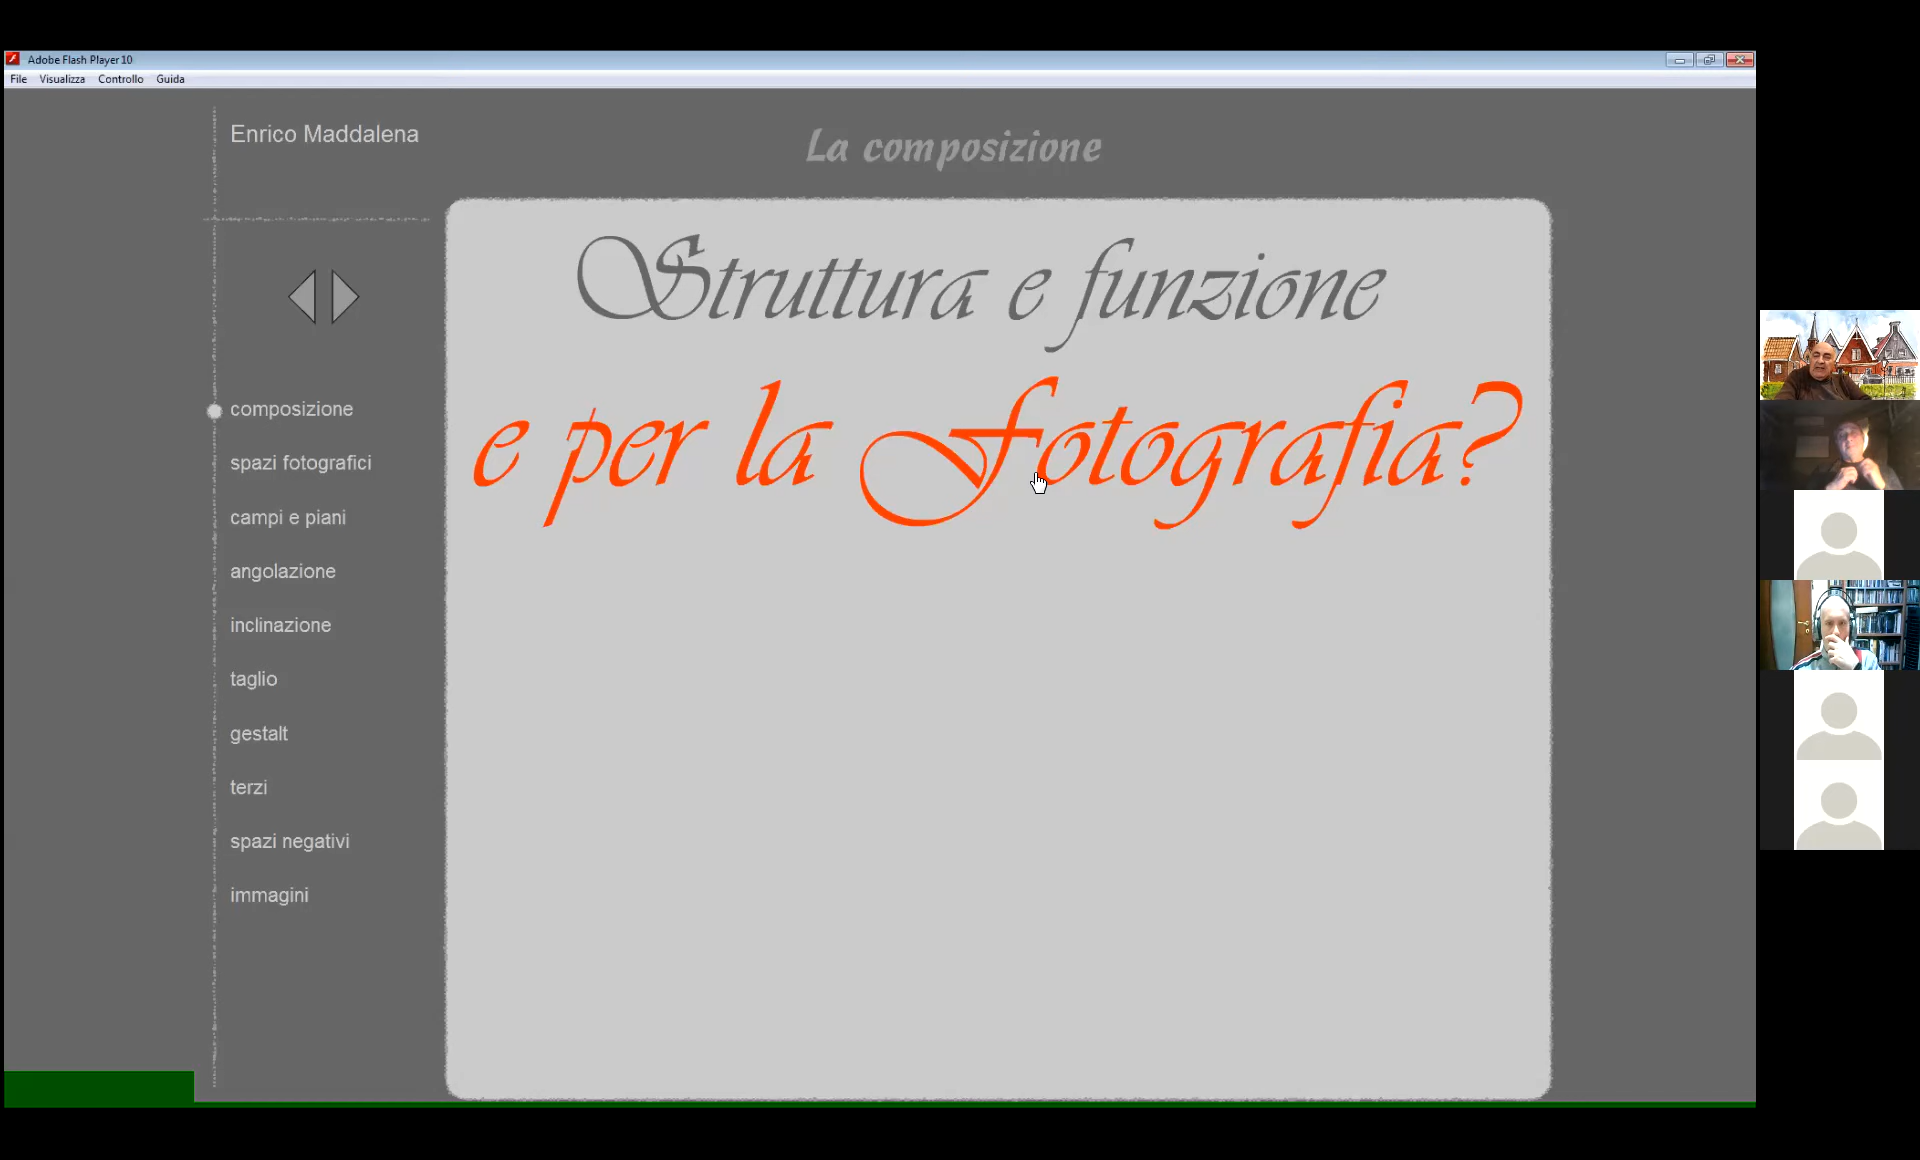 Adobe Flash Player 10
File Visualizza Controllo Guida
Enrico Maddalena
La composizione
Struttura e funzione
e per la Fotografia?
composizione
spazi fotografici
campi e piani
angolazione
inclinazione
taglio
gestalt
terzi
spazi negativi
immagini